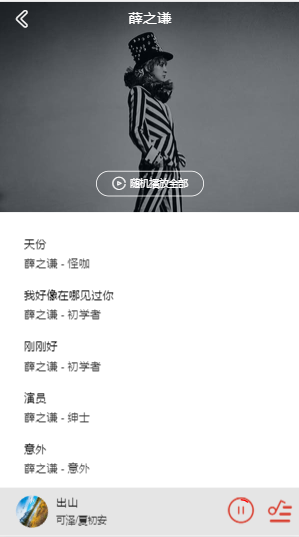 薛之谦
随机播放全部
天份
薛之谦 - 怪咖
我好像在哪见过你
薛之谦 - 初学者
刚刚好
薛之谦 - 初学者
演员
薛之谦 - 绅士
意外
薛之谦 - 意外
出山
可泽/夏初安